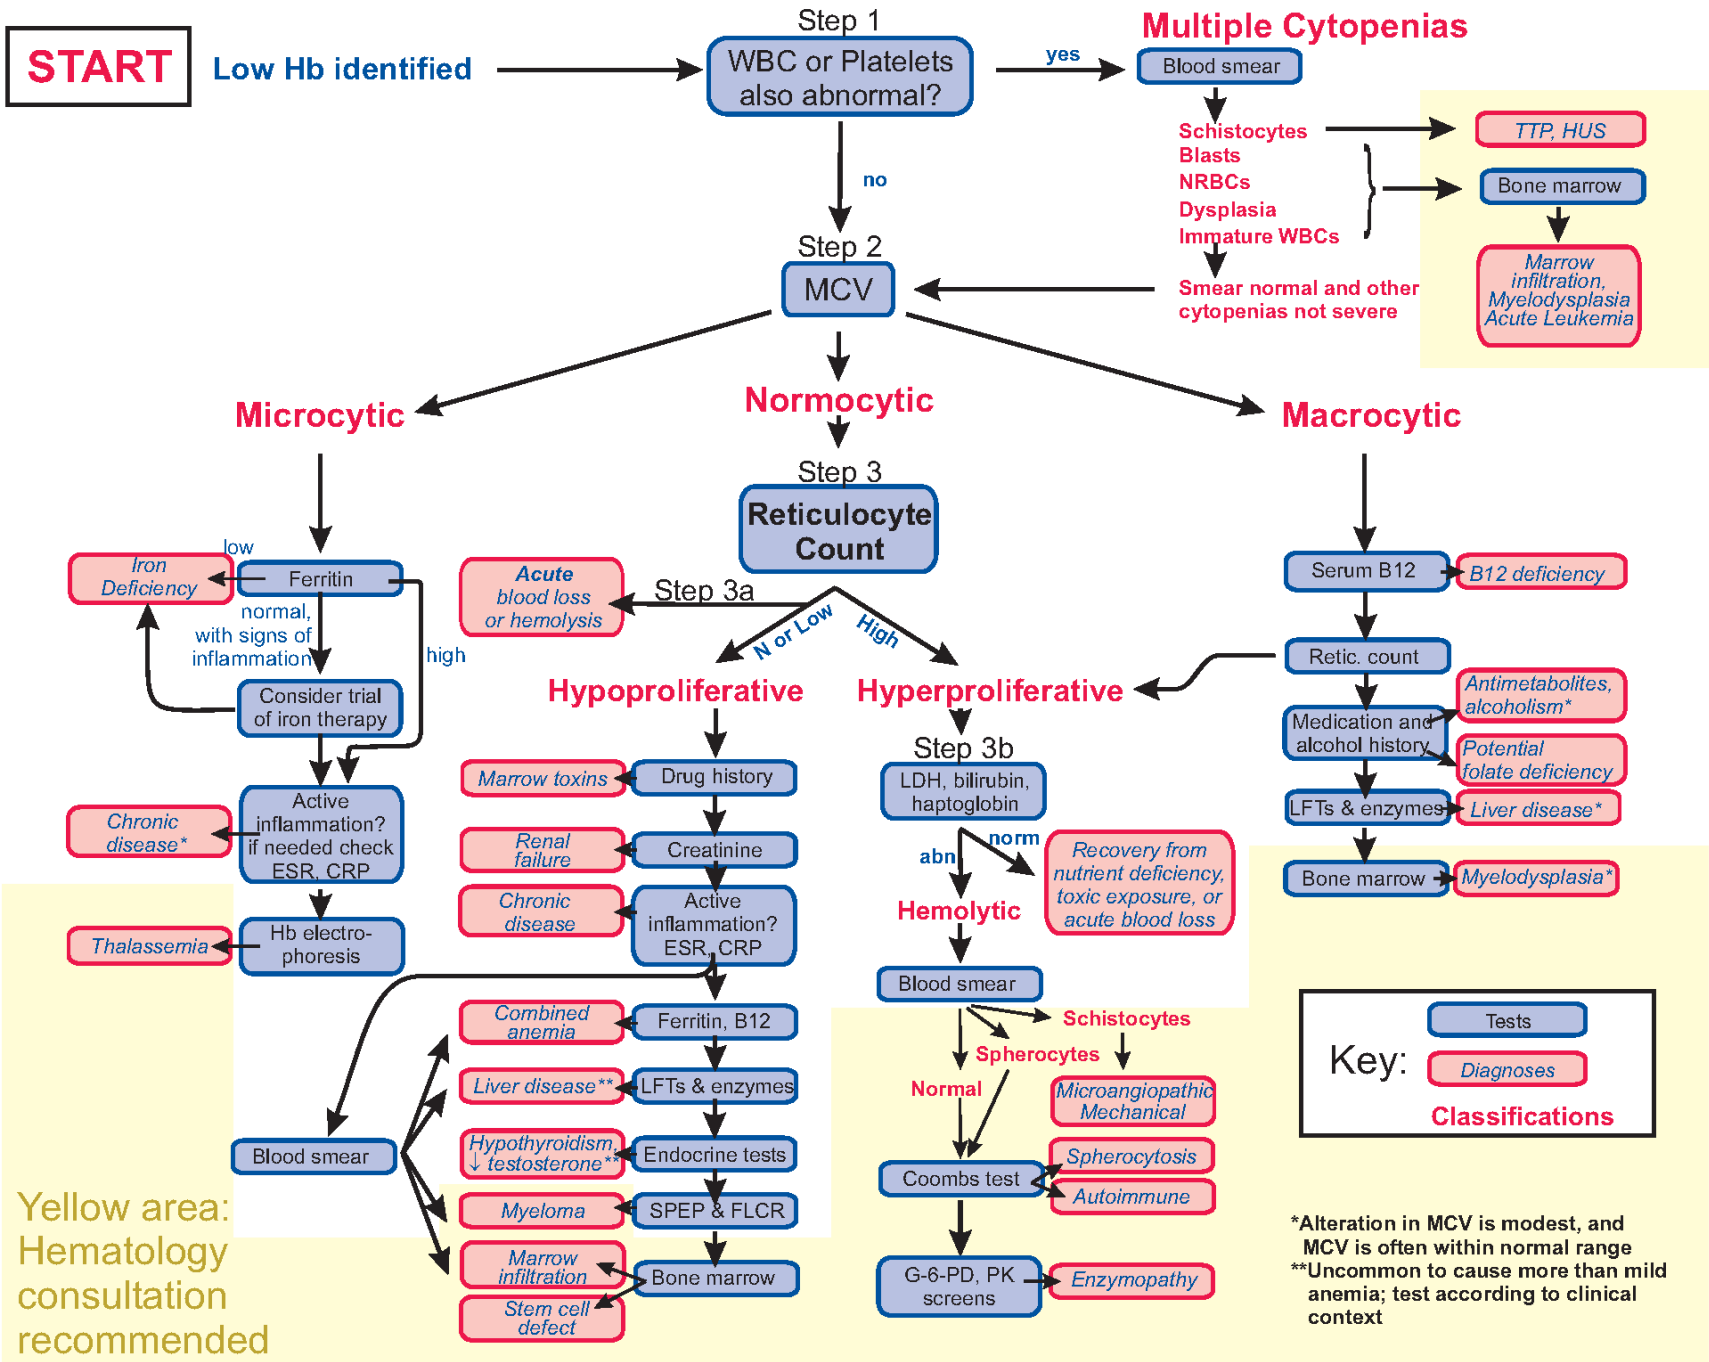 START
Low Hb identified
Step 1
WBC or Platelets
also abnormal?
yes
no
Multiple Cytopenias
Blood smear
Schistocytes
Blasts
NRBCs
Dysplasia
Immature WBCs
Smear normal and other
cytopenias not severe
TTP, HUS
Bone marrow
Marrow
infiltration,
Myelodysplasia
Acute Leukemia
Step 2
MCV
Microcytic
Normocytic
Macrocytic
low
Iron
Deficiency
Ferritin
normal,
with signs of
inflammation
high
Consider trial
of iron therapy
Active
inflammation?
if needed check
ESR, CRP
Chronic
disease*
Hb electro-
phoresis
Thalassemia
Step 3
Reticulocyte
Count
Step 3a
Acute
blood loss
or hemolysis
N or Low
High
Hypoproliferative
Drug history
Marrow toxins
Creatinine
Renal
failure
Active
inflammation?
ESR, CRP
Chronic
disease
Ferritin, B12
Combined
anemia
LFTs & enzymes
Liver disease**
Endocrine tests
Hypothyroidism,
↓ testosterone**
SPEP & FLCR
Myeloma
Bone marrow
Marrow
infiltration
Stem cell
defect
Blood smear
Hyperproliferative
Step 3b
LDH, bilirubin,
haptoglobin
abn
norm
Recovery from
nutrient deficiency,
toxic exposure, or
acute blood loss
Hemolytic
Blood smear
Schistocytes
Spherocytes
Normal
Microangiopathic
Mechanical
Coombs test
Spherocytosis
Autoimmune
G-6-PD, PK
screens
Enzymopathy
Serum B12
B12 deficiency
Retic. count
Medication and
alcohol history
Antimetabolites,
alcoholism*
Potential
folate deficiency
LFTs & enzymes
Liver disease*
Bone marrow
Myelodysplasia*
Key:
Tests
Diagnoses
Classifications
Yellow area:
Hematology
consultation
recommended
*Alteration in MCV is modest, and
MCV is often within normal range
**Uncommon to cause more than mild
anemia; test according to clinical
context